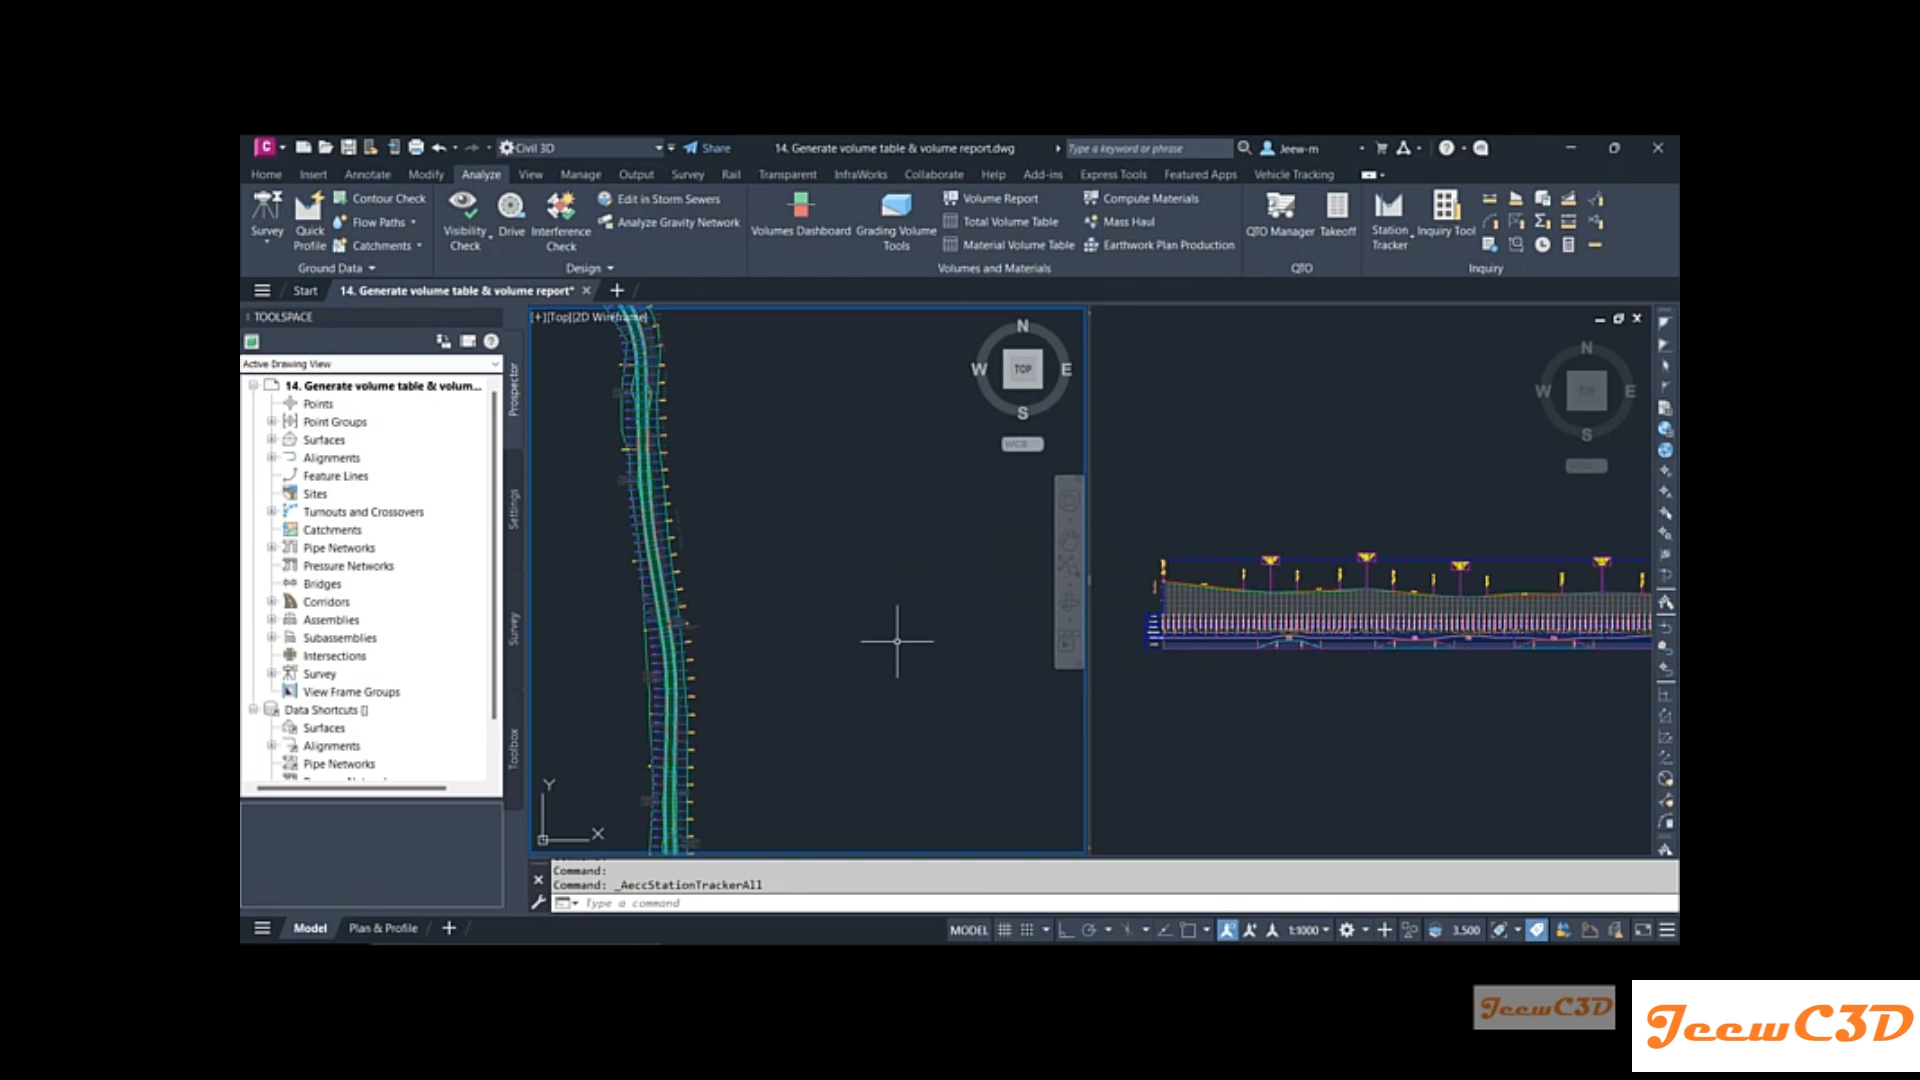 Civil 3D
Share
14. Generate volume table & volume report.dwg
Type a keyword or phrase
Jeew-m
Home Insert Annotate Modify Analyze View Manage Output Survey Rail Transparent InfraWorks Collaborate Help Add-ins Express Tools Featured Apps Vehicle Tracking
Survey
Quick Profile
Contour Check
Flow Paths
Catchments
Ground Data
Visibility Check
Drive
Interference Check
Edit in Storm Sewers
Analyze Gravity Network
Design
Volumes Dashboard
Grading Volume Tools
Volume Report
Total Volume Table
Material Volume Table
Compute Materials
Mass Haul
Earthwork Plan Production
Volumes and Materials
QTO Manager
Takeoff
QTO
Station Tracker
Inquiry Tool
Inquiry
Start
14. Generate volume table & volume report*
TOOLSPACE
Active Drawing View
14. Generate volume table & volum...
Points
Point Groups
Surfaces
Alignments
Feature Lines
Sites
Turnouts and Crossovers
Catchments
Pipe Networks
Pressure Networks
Bridges
Corridors
Assemblies
Subassemblies
Intersections
Survey
View Frame Groups
Data Shortcuts []
Surfaces
Alignments
Pipe Networks
Prospector
Settings
Survey
Toolbox
[+][Top][2D Wireframe]
N
W TOP E
S
WCS
N
W TOP E
S
Y
X
Command:
Command: _AeccStationTrackerAll
Type a command
Model
Plan & Profile
MODEL
1:1000
3.500
JeewC3D
JeewC3D